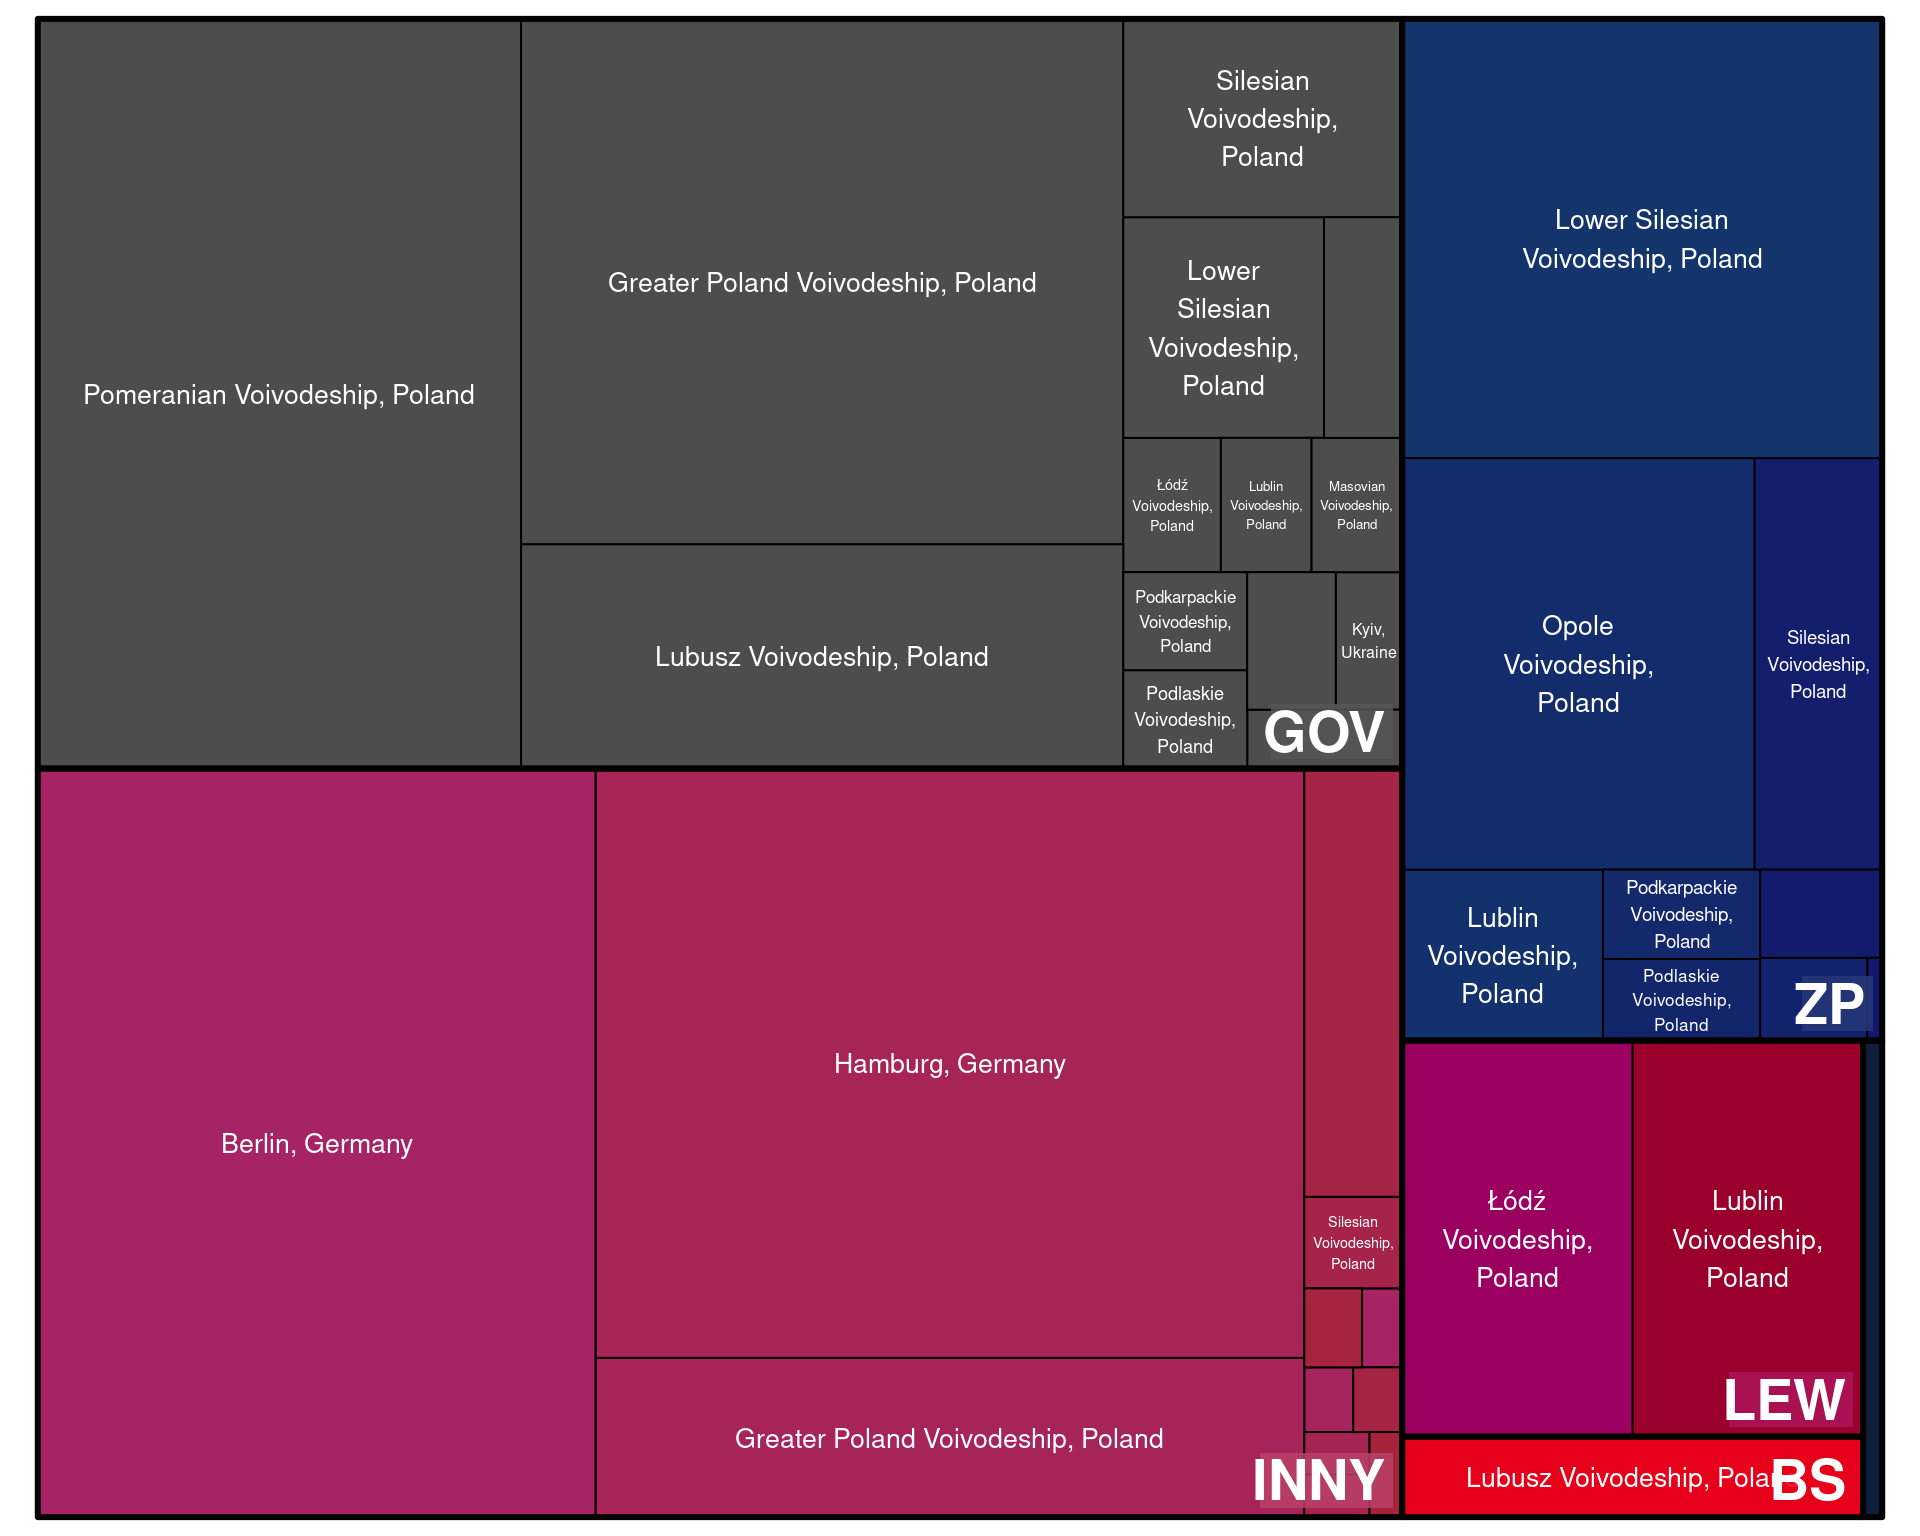 Pomeranian Voivodeship, Poland
Greater Poland Voivodeship, Poland
Lubusz Voivodeship, Poland
Silesian
Voivodeship,
Poland
Lower
Silesian
Voivodeship,
Poland
Łódź
Voivodeship,
Poland
Lublin
Voivodeship,
Poland
Masovian
Voivodeship,
Poland
Podkarpackie
Voivodeship,
Poland
Podlaskie
Voivodeship,
Poland
Kyiv,
Ukraine
GOV
Berlin, Germany
Hamburg, Germany
Greater Poland Voivodeship, Poland
Silesian
Voivodeship,
Poland
INNY
Lower Silesian
Voivodeship, Poland
Opole
Voivodeship,
Poland
Silesian
Voivodeship,
Poland
Lublin
Voivodeship,
Poland
Podkarpackie
Voivodeship,
Poland
Podlaskie
Voivodeship,
Poland
ZP
Łódź
Voivodeship,
Poland
Lublin
Voivodeship,
Poland
LEW
Lubusz Voivodeship,
BS